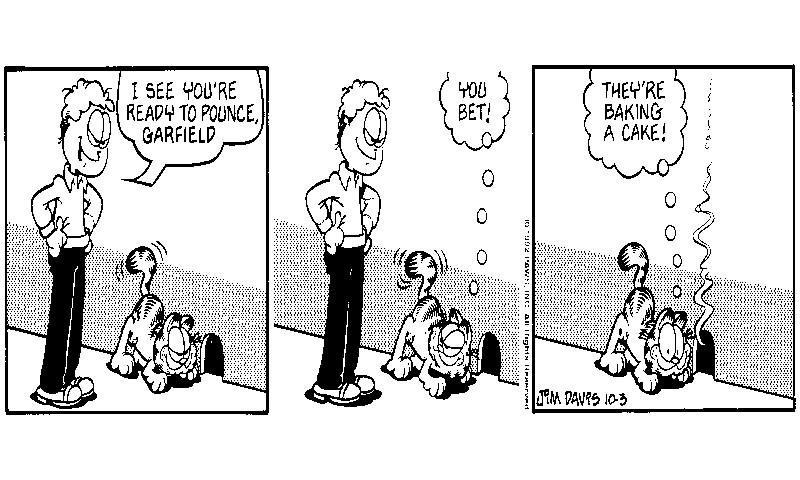 I SEE YOU'RE
READY TO POUNCE,
GARFIELD
YOU
BET!
THEY'RE
BAKING
A CAKE!
JIM DAVIS 10-3